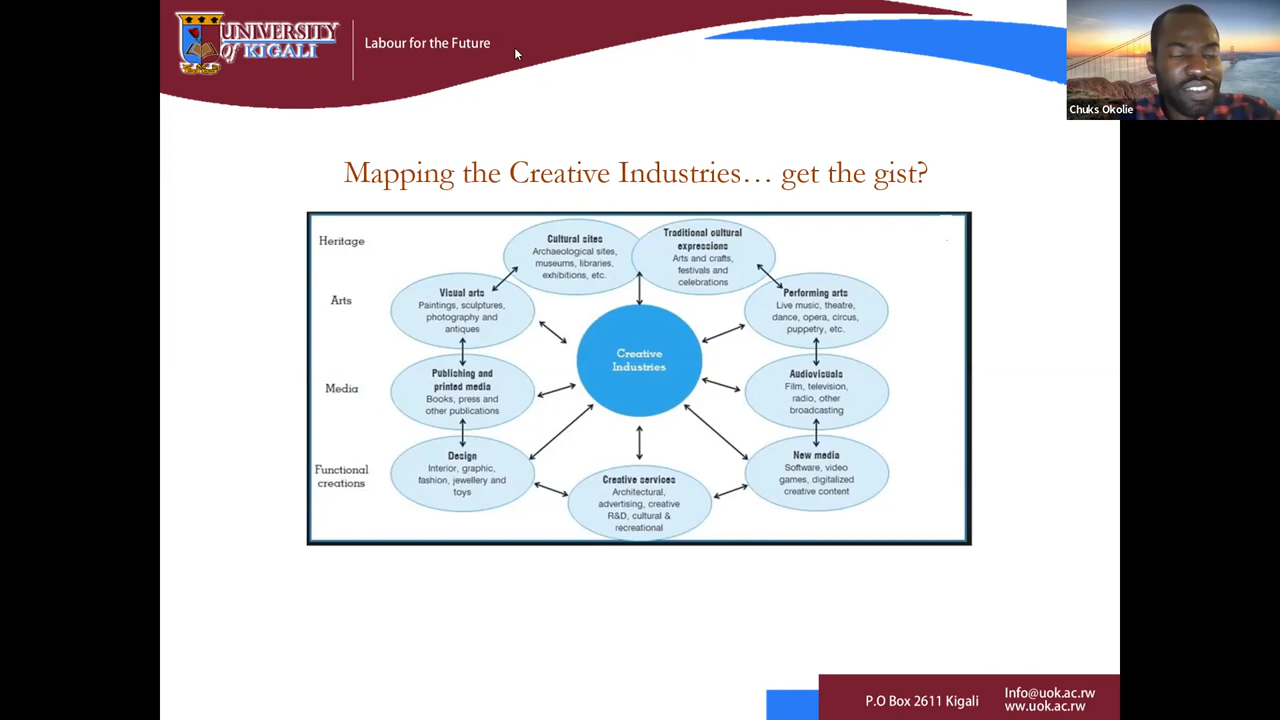 UNIVERSITY
of KIGALI
Labour for the Future
Chuks Okolie
Mapping the Creative Industries... get the gist?
Heritage
Cultural sites
Archaeological sites,
museums, libraries,
exhibitions, etc.
Traditional cultural
expressions
Arts and crafts,
festivals and
celebrations
Arts
Visual arts
Paintings, sculptures,
photography and
antiques
Performing arts
Live music, theatre,
dance, opera, circus,
puppetry, etc.
Creative
Industries
Media
Publishing and
printed media
Books, press and
other publications
Audiovisuals
Film, television,
radio, other
broadcasting
Functional
creations
Design
Interior, graphic,
fashion, jewellery and
toys
Creative services
Architectural,
advertising, creative
R&D, cultural &
recreational
New media
Software, video
games, digitalized
creative content
P.O Box 2611 Kigali
Info@uok.ac.rw
www.uok.ac.rw